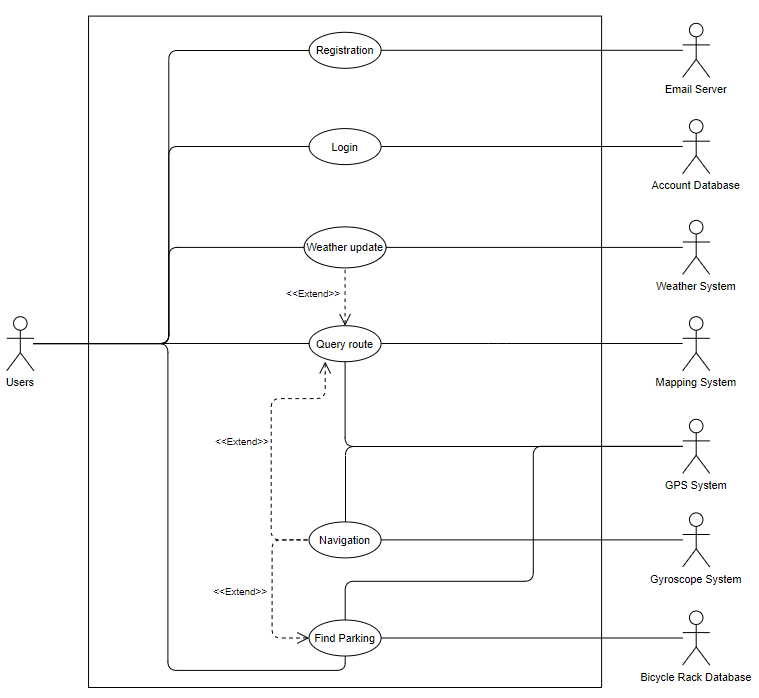 Registration
Email Server
Login
Account Database
Weather update
Weather System
<<Extend>>
Query route
Users
Mapping System
<<Extend>>
GPS System
Navigation
Gyroscope System
<<Extend>>
Find Parking
Bicycle Rack Database